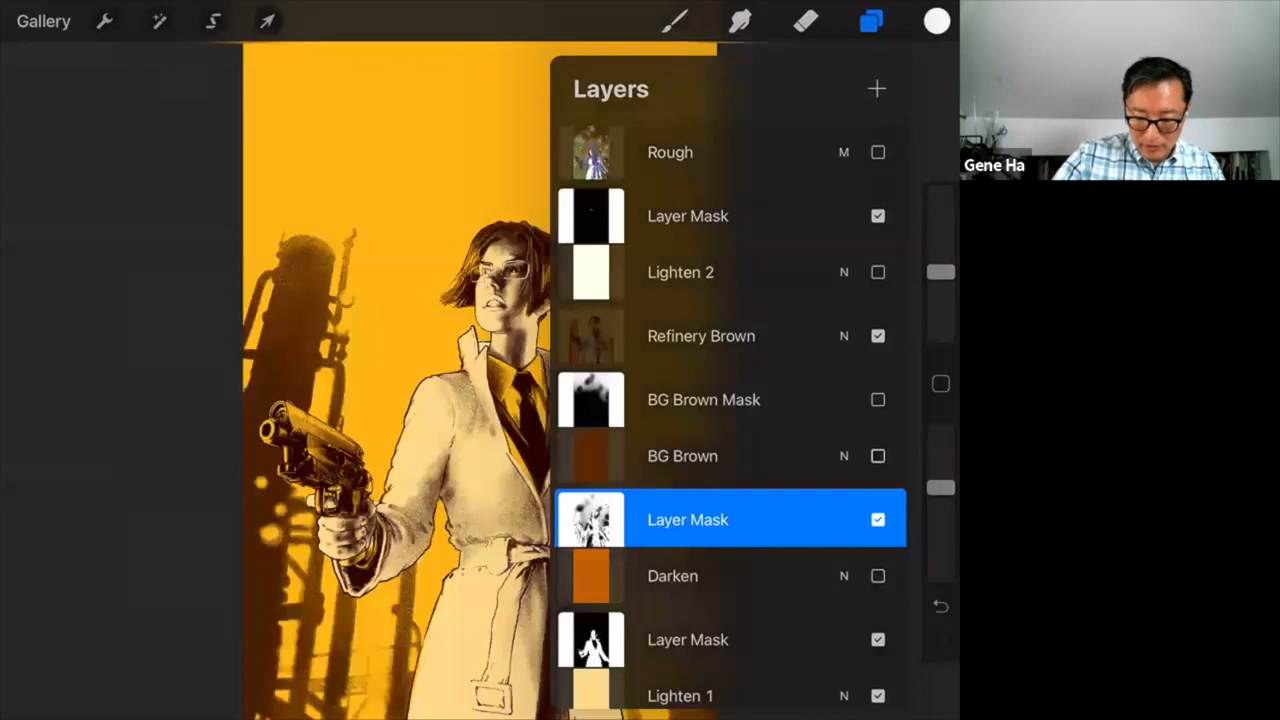 Gallery
Layers
Rough M
Layer Mask
Lighten 2 N
Refinery Brown N
BG Brown Mask
BG Brown N
Layer Mask
Darken N
Layer Mask
Lighten 1 N
Gene Ha